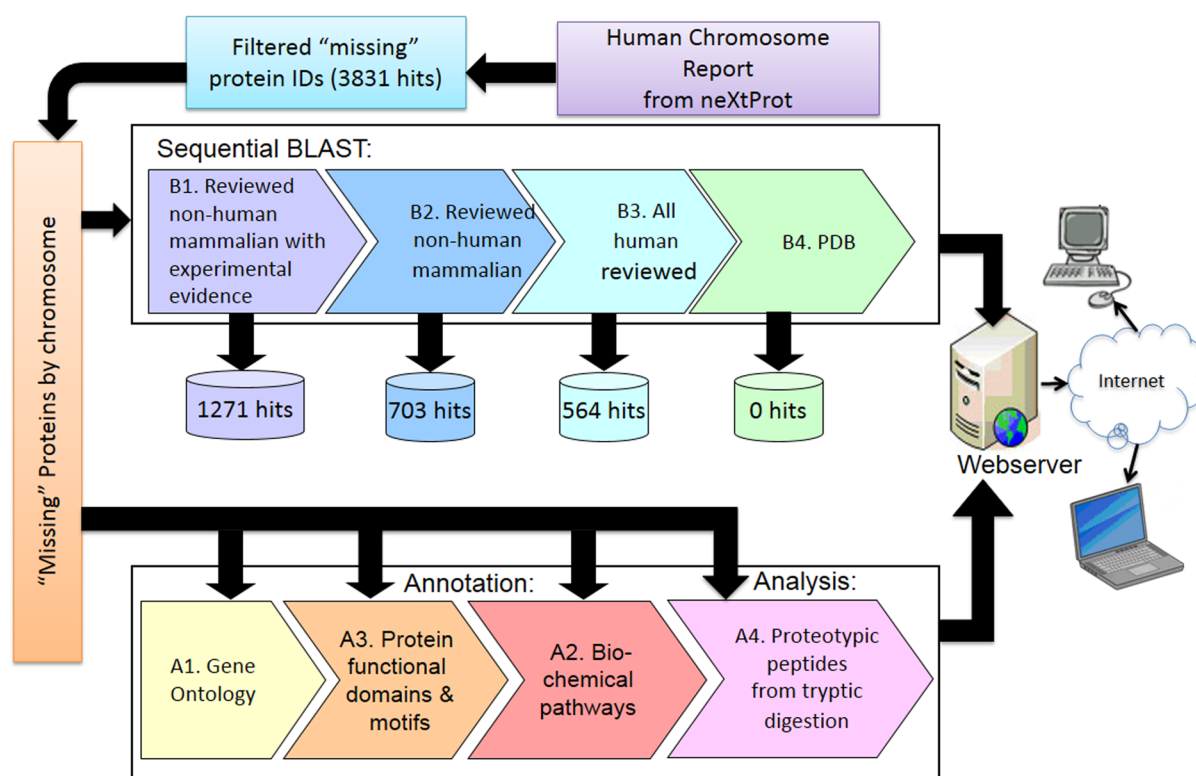 Filtered “missing”
protein IDs (3831 hits)
Human Chromosome
Report
from neXtProt
“Missing” Proteins by chromosome
Sequential BLAST:
B1. Reviewed
non-human
mammalian with
experimental
evidence
B2. Reviewed
non-human
mammalian
B3. All
human
reviewed
B4. PDB
1271 hits
703 hits
564 hits
0 hits
Internet
Webserver
Annotation:
Analysis:
A1. Gene
Ontology
A3. Protein
functional
domains &
motifs
A2. Bio-
chemical
pathways
A4. Proteotypic
peptides
from tryptic
digestion